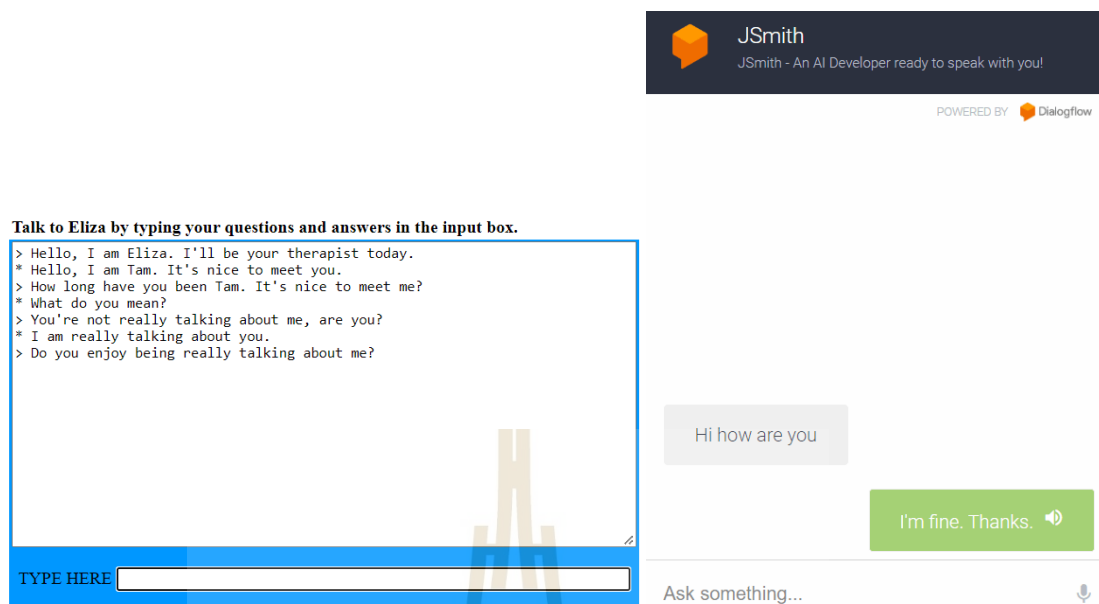 Talk to Eliza by typing your questions and answers in the input box.
> Hello, I am Eliza. I'll be your therapist today.
* Hello, I am Tam. It's nice to meet you.
> How long have you been Tam. It's nice to meet me?
* What do you mean?
> You're not really talking about me, are you?
* I am really talking about you.
> Do you enjoy being really talking about me?
TYPE HERE
JSmith
JSmith - An AI Developer ready to speak with you!
POWERED BY Dialogflow
Hi how are you
I'm fine. Thanks.
Ask something...